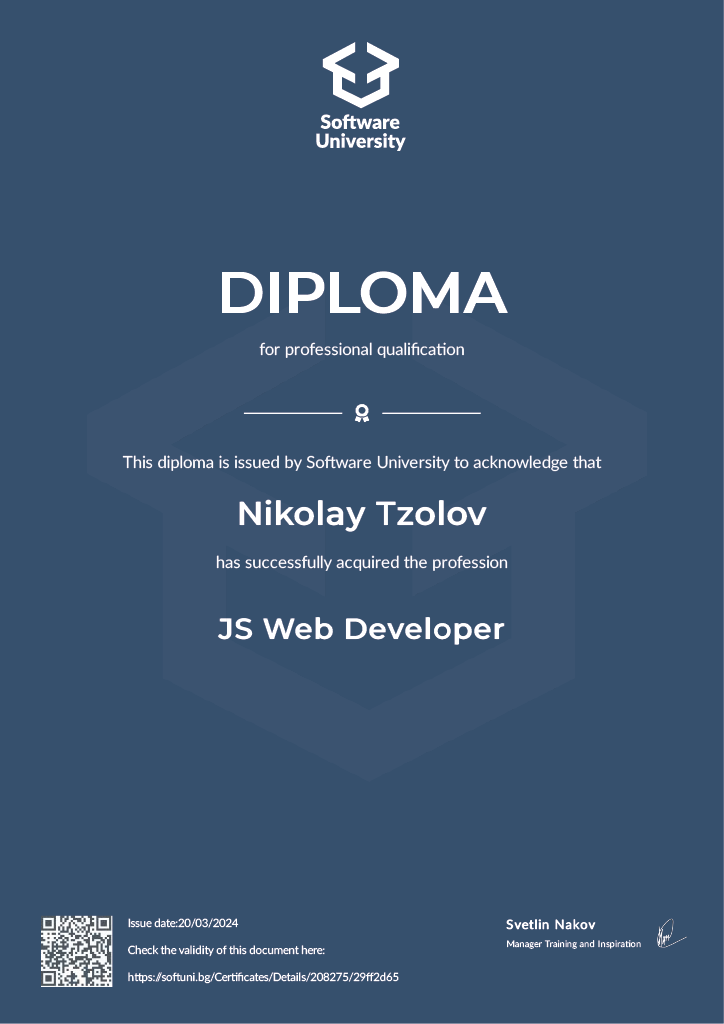 Software
University
DIPLOMA
for professional qualification
This diploma is issued by Software University to acknowledge that
Nikolay Tzolov
has successfully acquired the profession
JS Web Developer
Issue date:20/03/2024
Check the validity of this document here:
https://softuni.bg/Certificates/Details/208275/29ff2d65
Svetlin Nakov
Manager Training and Inspiration